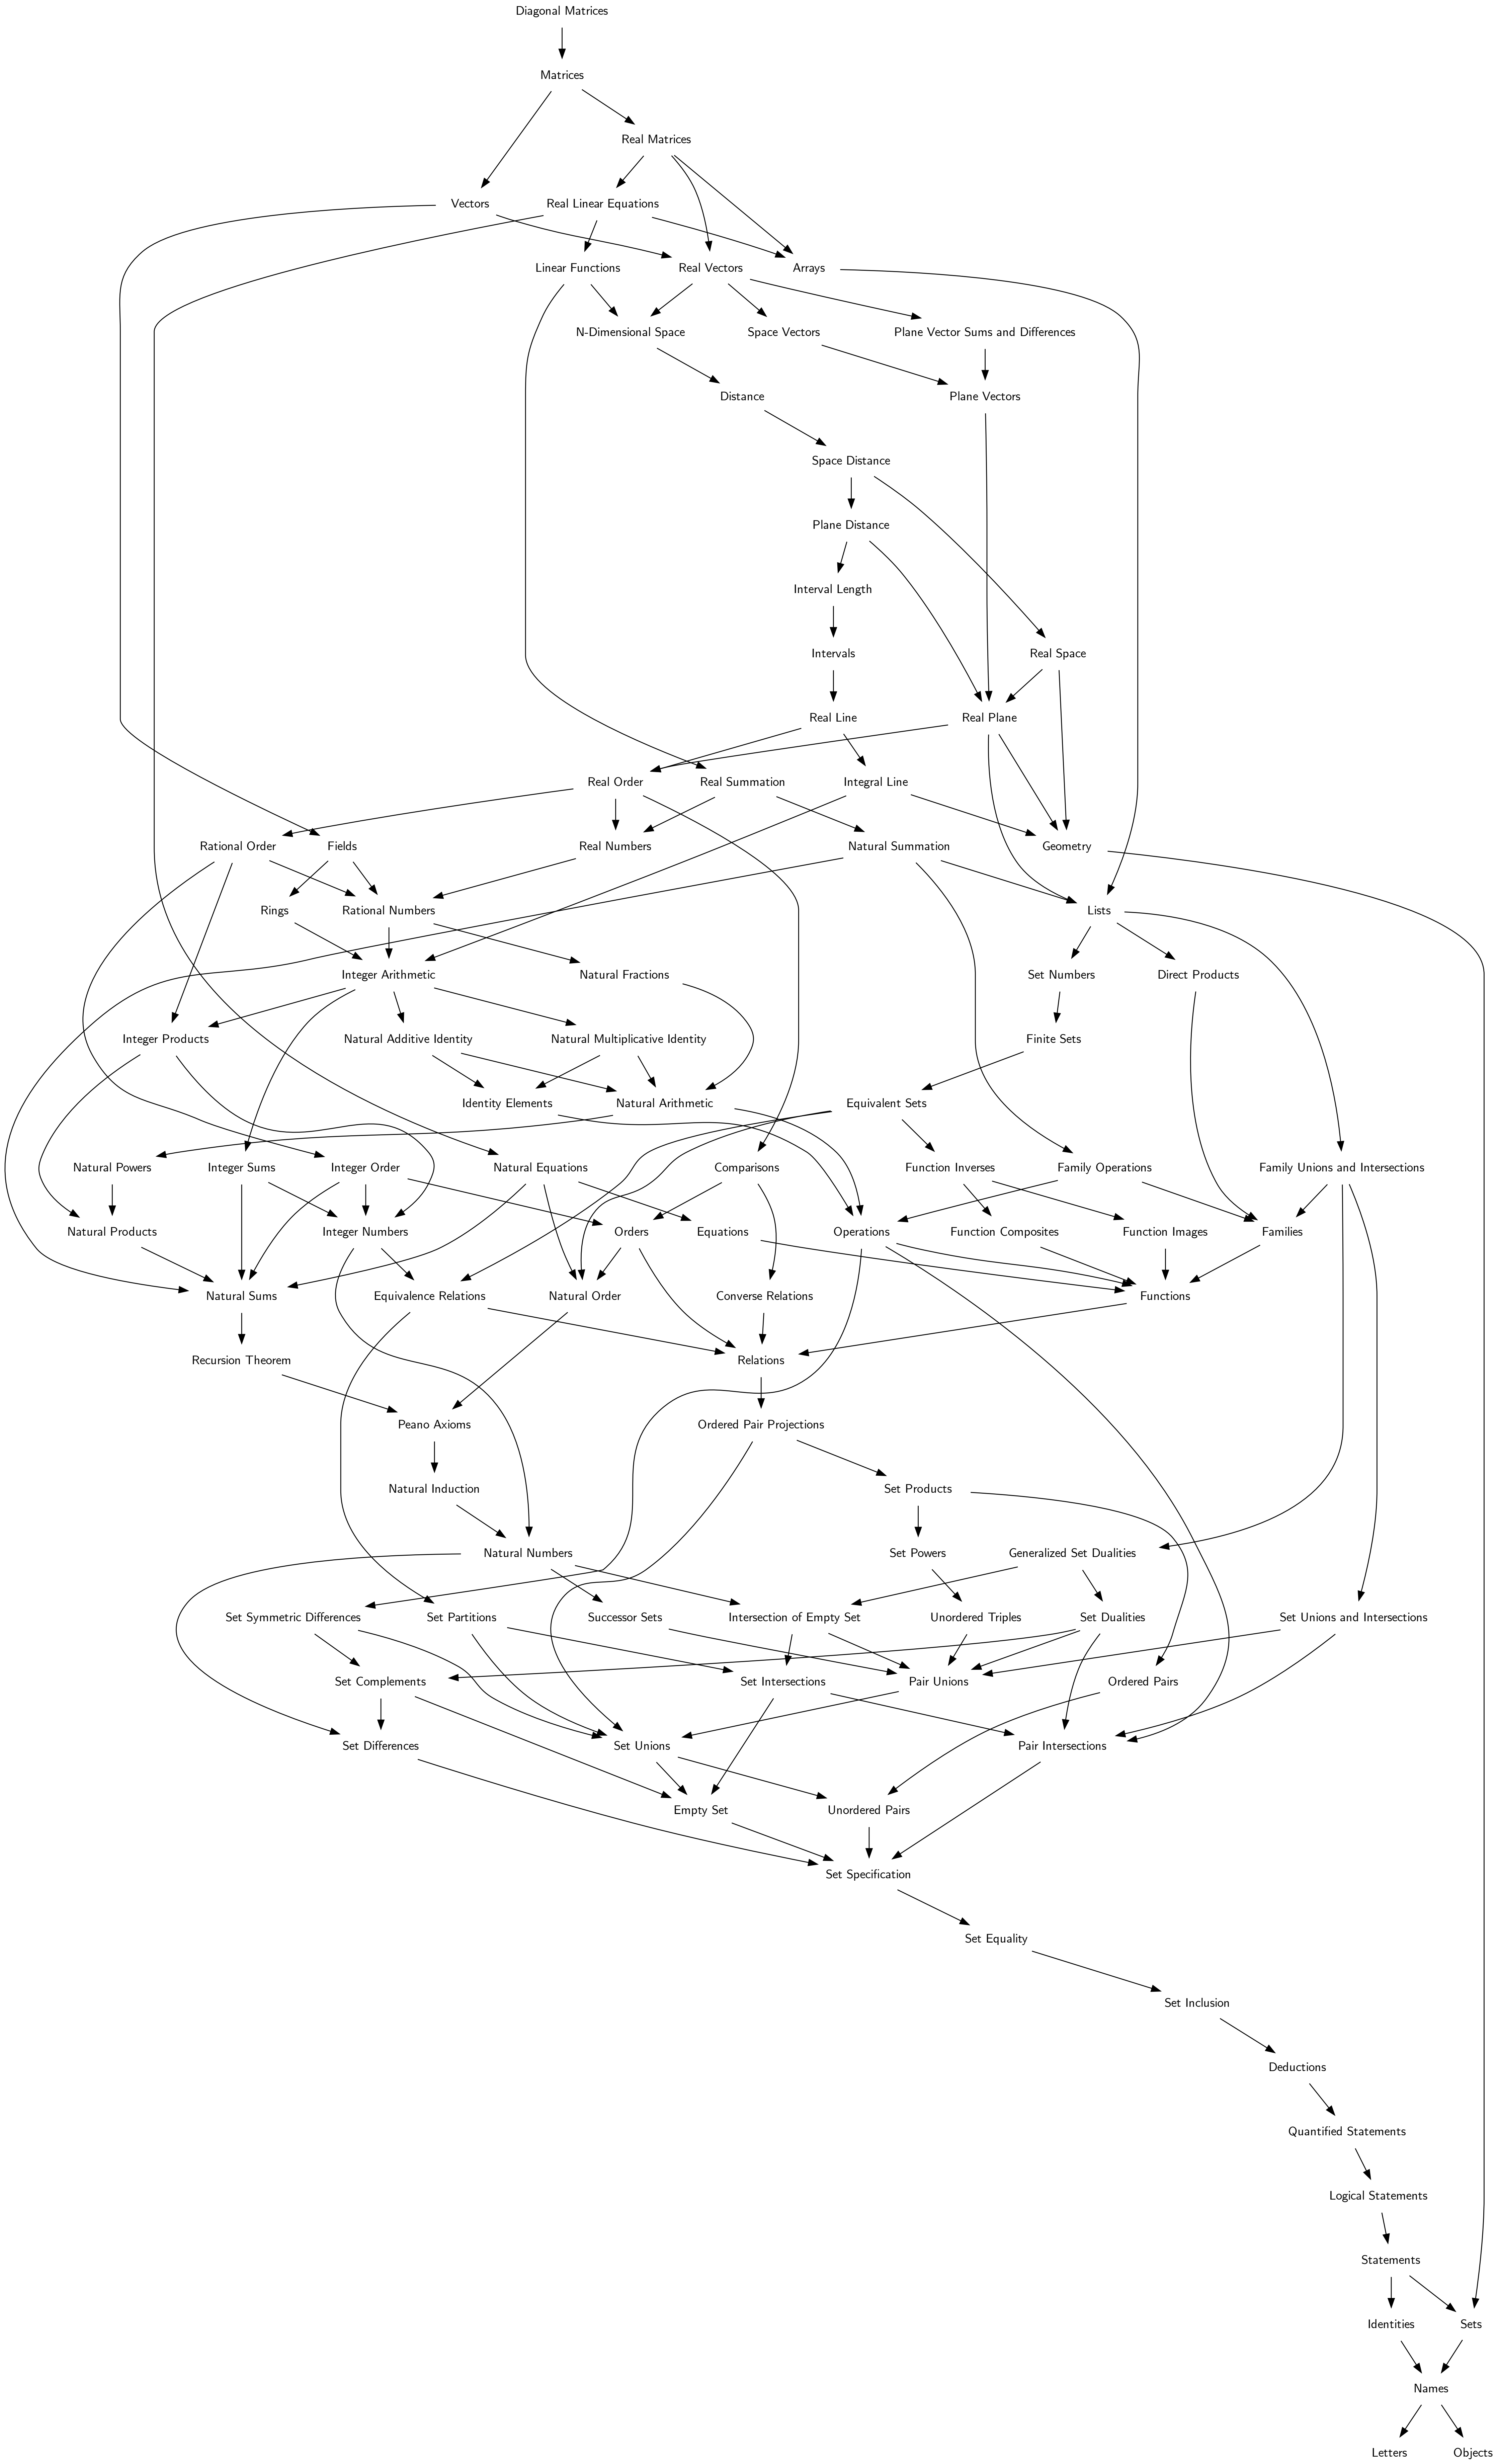 Diagonal Matrices
Matrices
Real Matrices
Vectors
Real Linear Equations
Linear Functions
Real Vectors
Arrays
N-Dimensional Space
Space Vectors
Plane Vector Sums and Differences
Distance
Plane Vectors
Space Distance
Plane Distance
Interval Length
Intervals
Real Space
Real Line
Real Plane
Real Order
Real Summation
Integral Line
Rational Order
Fields
Real Numbers
Natural Summation
Geometry
Rings
Rational Numbers
Lists
Integer Arithmetic
Natural Fractions
Set Numbers
Direct Products
Integer Products
Natural Additive Identity
Natural Multiplicative Identity
Finite Sets
Identity Elements
Natural Arithmetic
Equivalent Sets
Natural Powers
Integer Sums
Integer Order
Natural Equations
Comparisons
Function Inverses
Family Operations
Family Unions and Intersections
Natural Products
Integer Numbers
Orders
Equations
Operations
Function Composites
Function Images
Families
Natural Sums
Equivalence Relations
Natural Order
Converse Relations
Functions
Recursion Theorem
Relations
Peano Axioms
Ordered Pair Projections
Natural Induction
Set Products
Natural Numbers
Set Powers
Generalized Set Dualities
Set Symmetric Differences
Set Partitions
Successor Sets
Intersection of Empty Set
Unordered Triples
Set Dualities
Set Unions and Intersections
Set Complements
Set Intersections
Pair Unions
Ordered Pairs
Set Differences
Set Unions
Pair Intersections
Empty Set
Unordered Pairs
Set Specification
Set Equality
Set Inclusion
Deductions
Quantified Statements
Logical Statements
Statements
Identities
Sets
Names
Letters
Objects